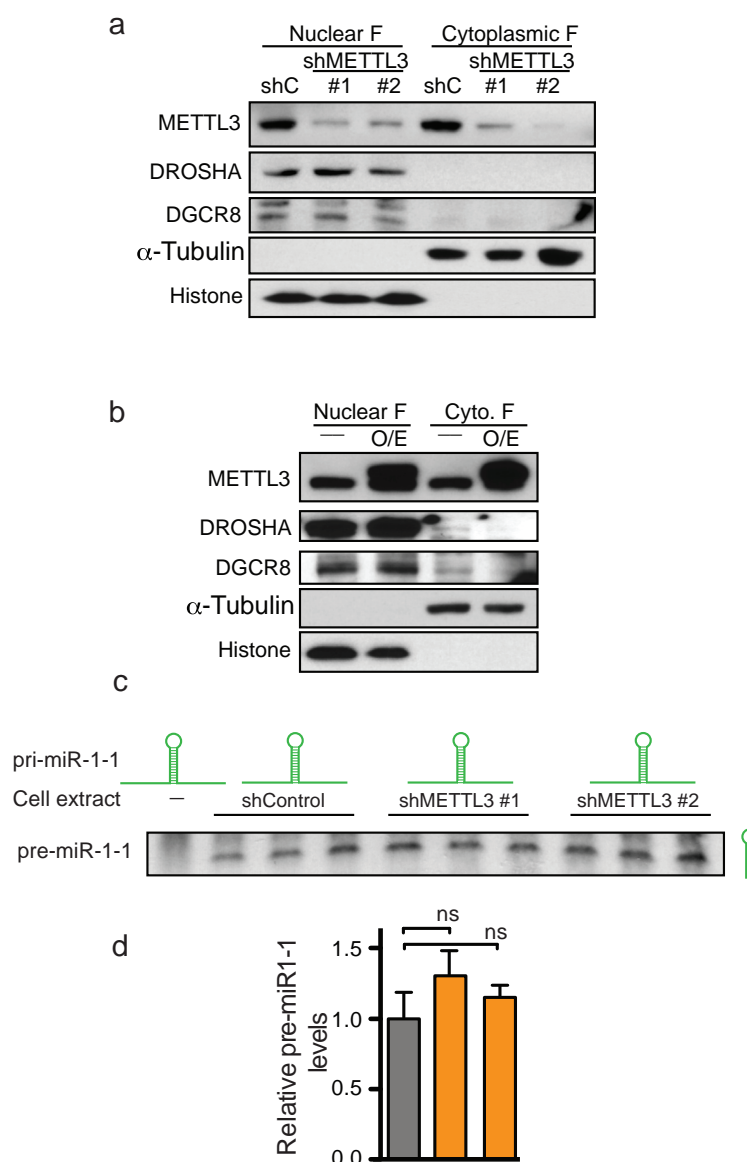 a
Nuclear F Cytoplasmic F
shMETTL3 shMETTL3
shC #1 #2 shC #1 #2
METTL3
DROSHA
DGCR8
α-Tubulin
Histone
b
Nuclear F Cyto. F
— O/E — O/E
METTL3
DROSHA
DGCR8
α-Tubulin
Histone
c
pri-miR-1-1
Cell extract — shControl shMETTL3 #1 shMETTL3 #2
pre-miR-1-1
d
Relative pre-miR1-1
levels
ns
ns
1.5
1.0
0.5
0.0